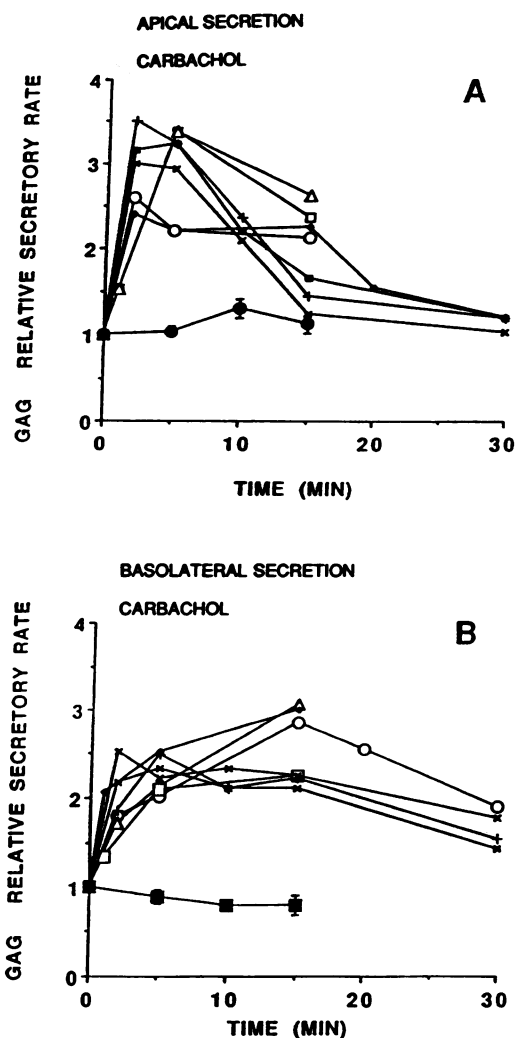 APICAL SECRETION
CARBACHOL
A
GAG RELATIVE SECRETORY RATE
4
3
2
1
0
0 10 20 30
TIME (MIN)
BASOLATERAL SECRETION
CARBACHOL
B
GAG RELATIVE SECRETORY RATE
4
3
2
1
0
0 10 20 30
TIME (MIN)